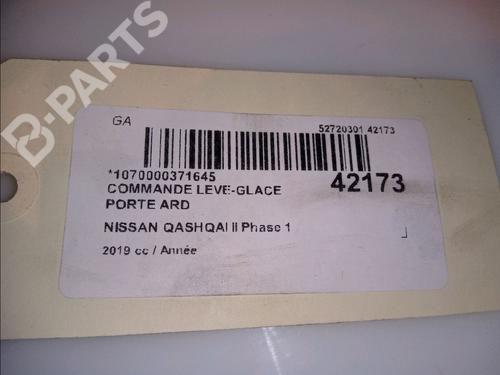 B-PARTS
GA
52720301 42173
*1070000371645
COMMANDE LEVE-GLACE
42173
PORTE ARD
NISSAN QASHQAI II Phase 1
2019 cc / Année